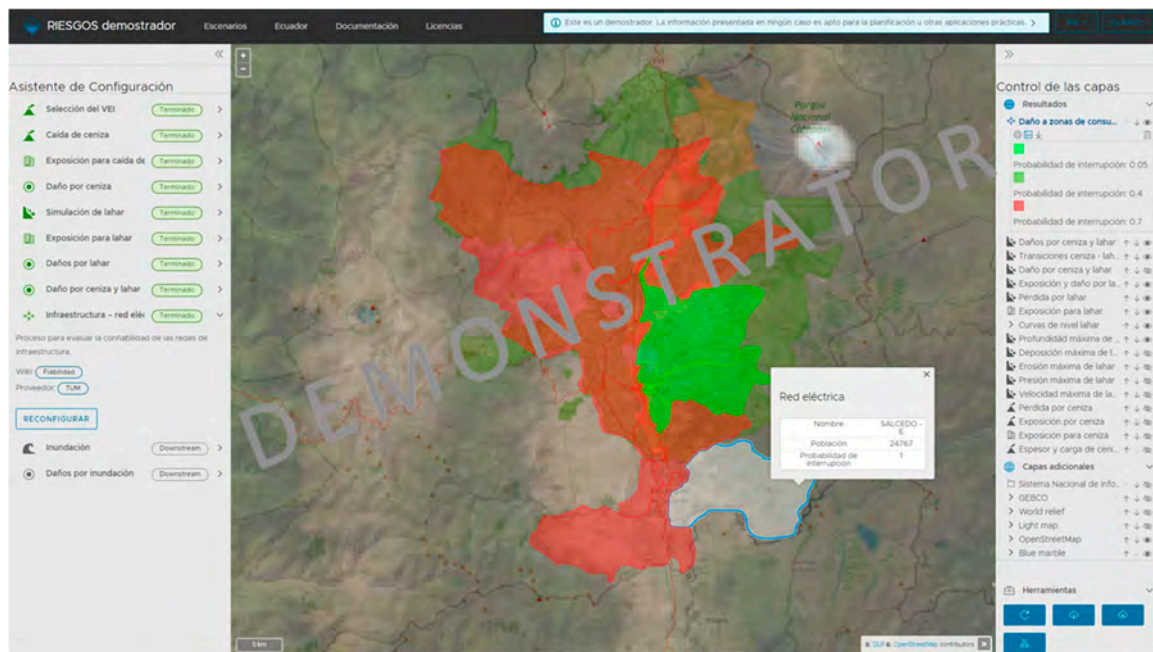 RIESGOS demostrador
Escenarios
Ecuador
Documentación
Licencias
Este es un demostrador. La información presentada en ningún caso es apto para la planificación u otras aplicaciones prácticas.
Asistente de Configuración
Selección del VEI
Terminado
Caída de ceniza
Terminado
Exposición para caída de
Terminado
Daño por ceniza
Terminado
Simulación de lahar
Terminado
Exposición para lahar
Terminado
Daños por lahar
Terminado
Daño por ceniza y lahar
Terminado
Infraestructura – red eléc
Terminado
Proceso para evaluar la confiabilidad de las redes de
infraestructura.
Wiki: Fiabilidad
Proveedor: TUM
RECONFIGURAR
Inundación
Downstream
Daños por inundación
Downstream
+
−
Parque
Nacional
DEMONSTRATOR
Red eléctrica
Nombre
SALCEDO -
E
Población
24767
Probabilidad de
interrupción
1
5 km
© DLR © OpenStreetMap contributors
Control de las capas
Resultados
Daño a zonas de consu...
Probabilidad de interrupción: 0.05
Probabilidad de interrupción: 0.4
Probabilidad de interrupción: 0.7
Daños por ceniza y lahar
Transiciones ceniza - lah...
Daño por ceniza y lahar
Exposición y daño por la...
Pérdida por lahar
Exposición para lahar
Curvas de nivel lahar
Profundidad máxima de ...
Deposición máxima de l...
Erosión máxima de lahar
Presión máxima de lahar
Velocidad máxima de la...
Pérdida por ceniza
Exposición por ceniza
Exposición para ceniza
Espesor y carga de ceni...
Capas adicionales
Sistema Nacional de info...
GEBCO
World relief
Light map
OpenStreetMap
Blue marble
Herramientas